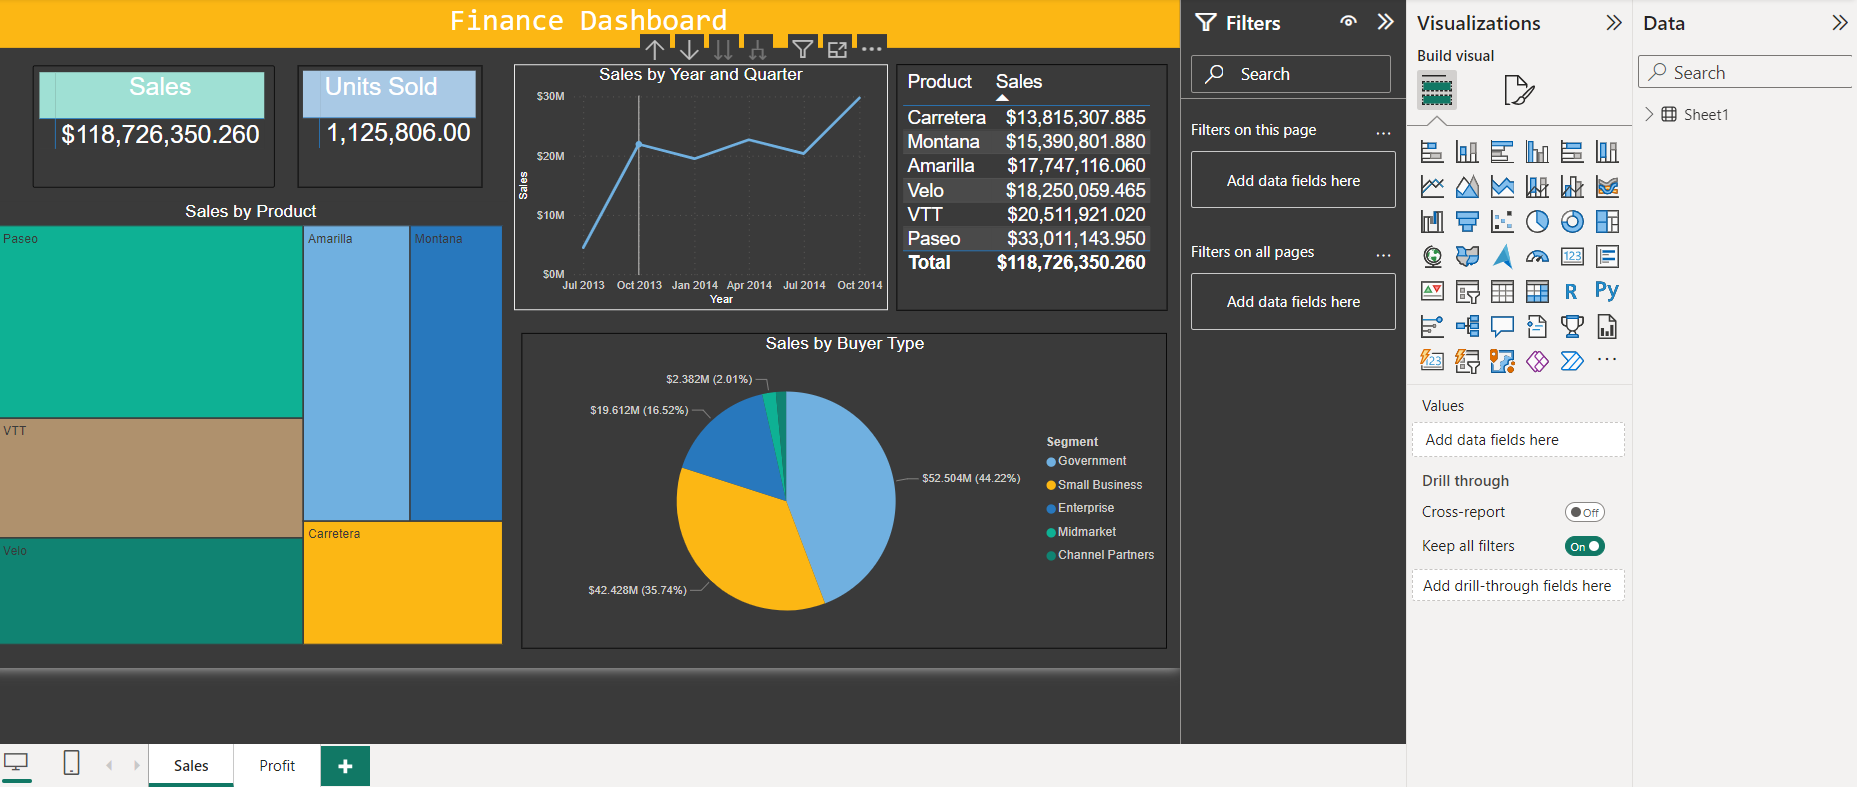 Finance Dashboard
Sales
$118,726,350.260
Units Sold
1,125,806.00
Sales by Product
Paseo
Amarilla
Montana
VTT
Velo
Carretera
Sales by Year and Quarter
$30M
$20M
$10M
$0M
Sales
Jul 2013 Oct 2013 Jan 2014 Apr 2014 Jul 2014 Oct 2014
Year
Product Sales
Carretera $13,815,307.885
Montana $15,390,801.880
Amarilla $17,747,116.060
Velo $18,250,059.465
VTT $20,511,921.020
Paseo $33,011,143.950
Total $118,726,350.260
Sales by Buyer Type
$2.382M (2.01%)
$19.612M (16.52%)
$52.504M (44.22%)
$42.428M (35.74%)
Segment
Government
Small Business
Enterprise
Midmarket
Channel Partners
Filters
Search
Filters on this page ...
Add data fields here
Filters on all pages ...
Add data fields here
Visualizations
Build visual
123
R
Py
123
...
Values
Add data fields here
Drill through
Cross-report Off
Keep all filters On
Add drill-through fields here
Data
Search
Sheet1
Sales Profit +